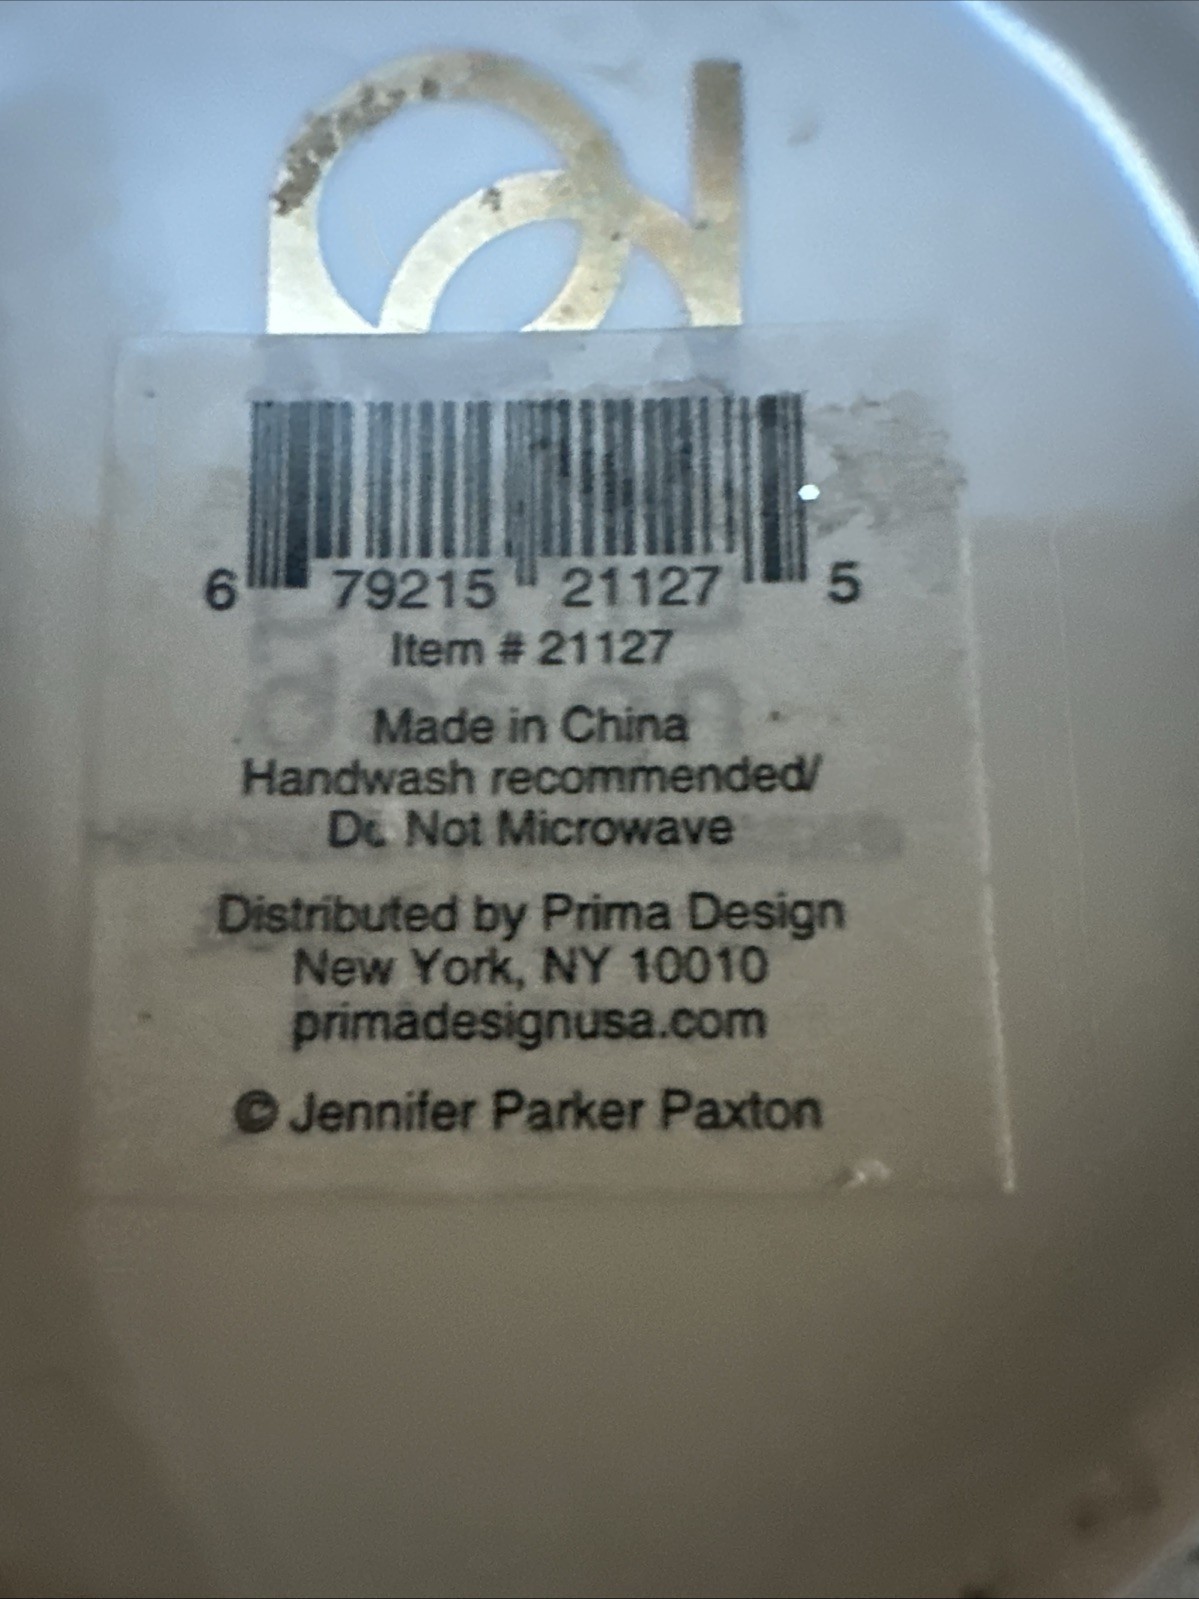 6 79215 21127 5
Item # 21127
Made in China
Handwash recommended/
Do Not Microwave
Distributed by Prima Design
New York, NY 10010
primadesignusa.com
© Jennifer Parker Paxton